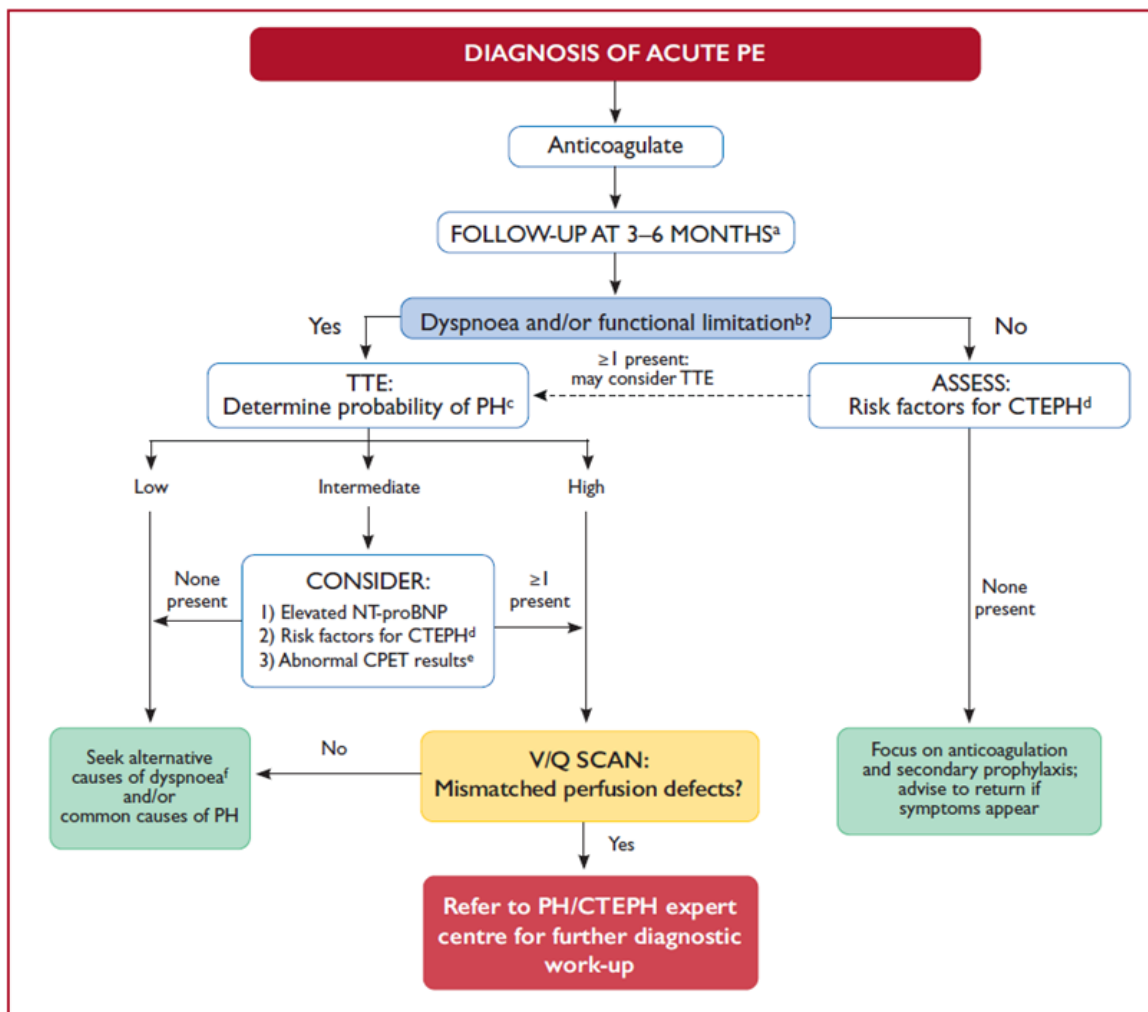 DIAGNOSIS OF ACUTE PE
Anticoagulate
FOLLOW-UP AT 3–6 MONTHSᵃ
Dyspnoea and/or functional limitationᵇ?
Yes
No
≥1 present:
may consider TTE
TTE:
Determine probability of PHᶜ
ASSESS:
Risk factors for CTEPHᵈ
Low
Intermediate
High
None
present
CONSIDER:
1) Elevated NT-proBNP
2) Risk factors for CTEPHᵈ
3) Abnormal CPET resultsᵉ
≥1
present
None
present
Seek alternative
causes of dyspnoeaᶠ
and/or
common causes of PH
No
V/Q SCAN:
Mismatched perfusion defects?
Focus on anticoagulation
and secondary prophylaxis;
advise to return if
symptoms appear
Yes
Refer to PH/CTEPH expert
centre for further diagnostic
work-up